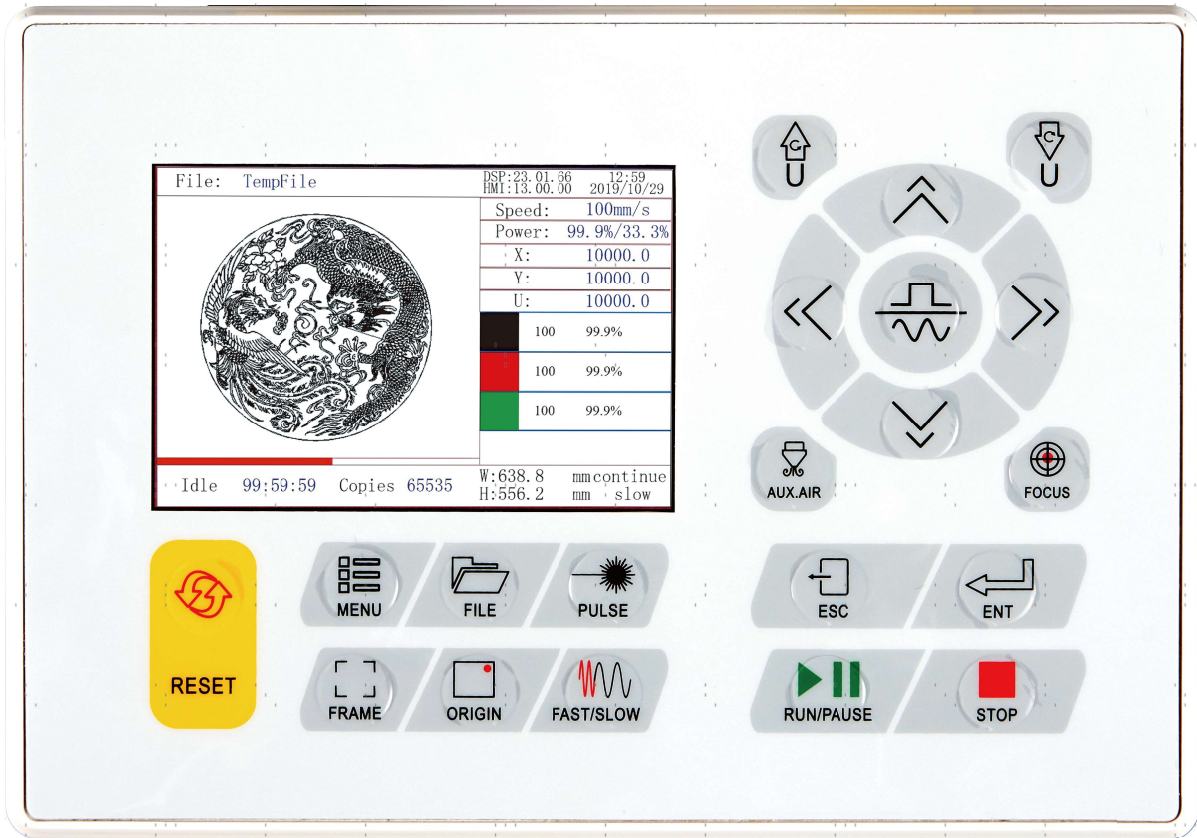 File: TempFile
DSP:23.01.66 12:59
HMI:13.00.00 2019/10/29
Speed: 100mm/s
Power: 99.9%/33.3%
X: 10000.0
Y: 10000.0
U: 10000.0
100 99.9%
100 99.9%
100 99.9%
Idle 99:59:59 Copies 65535
W:638.8 mm continue
H:556.2 mm slow
U
U
AUX.AIR
FOCUS
RESET
MENU
FILE
PULSE
ESC
ENT
FRAME
ORIGIN
FAST/SLOW
RUN/PAUSE
STOP